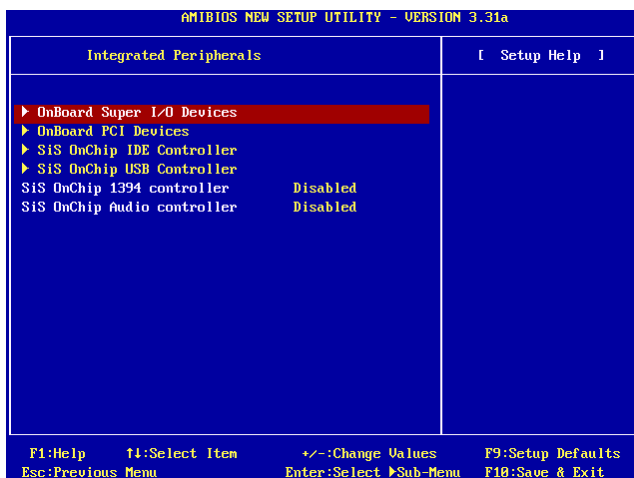 AMIBIOS NEW SETUP UTILITY - VERSION 3.31a
Integrated Peripherals
[ Setup Help ]
OnBoard Super I/O Devices
OnBoard PCI Devices
SiS OnChip IDE Controller
SiS OnChip USB Controller
SiS OnChip 1394 controller Disabled
SiS OnChip Audio controller Disabled
F1:Help ↑↓:Select Item +/-:Change Values F9:Setup Defaults
Esc:Previous Menu Enter:Select ▶Sub-Menu F10:Save & Exit